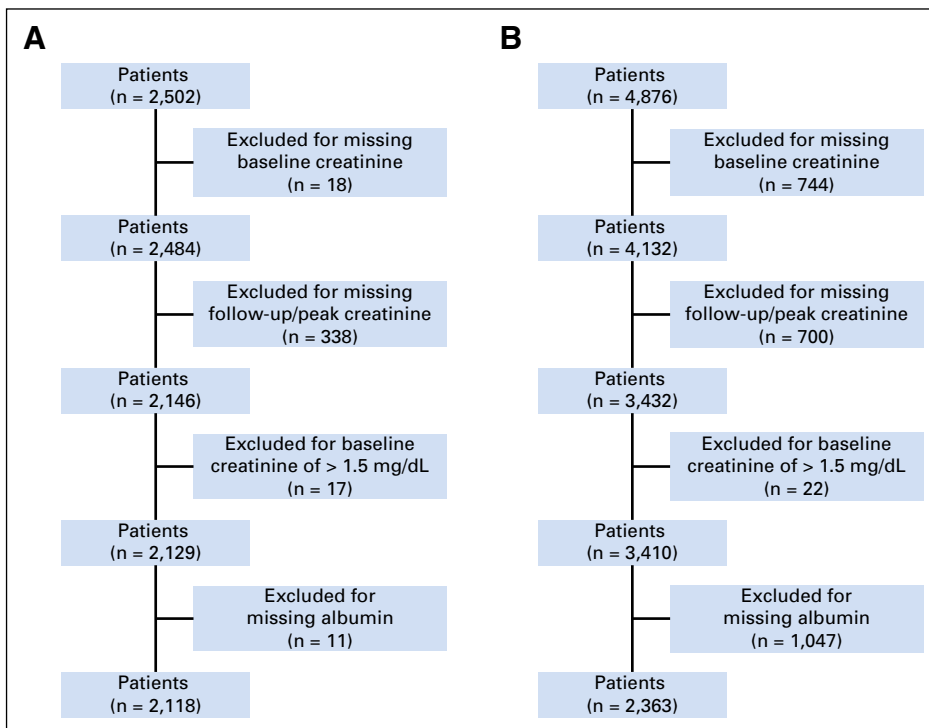 A
Patients
(n = 2,502)
Excluded for missing
baseline creatinine
(n = 18)
Patients
(n = 2,484)
Excluded for missing
follow-up/peak creatinine
(n = 338)
Patients
(n = 2,146)
Excluded for baseline
creatinine of > 1.5 mg/dL
(n = 17)
Patients
(n = 2,129)
Excluded for
missing albumin
(n = 11)
Patients
(n = 2,118)
B
Patients
(n = 4,876)
Excluded for missing
baseline creatinine
(n = 744)
Patients
(n = 4,132)
Excluded for missing
follow-up/peak creatinine
(n = 700)
Patients
(n = 3,432)
Excluded for baseline
creatinine of > 1.5 mg/dL
(n = 22)
Patients
(n = 3,410)
Excluded for
missing albumin
(n = 1,047)
Patients
(n = 2,363)